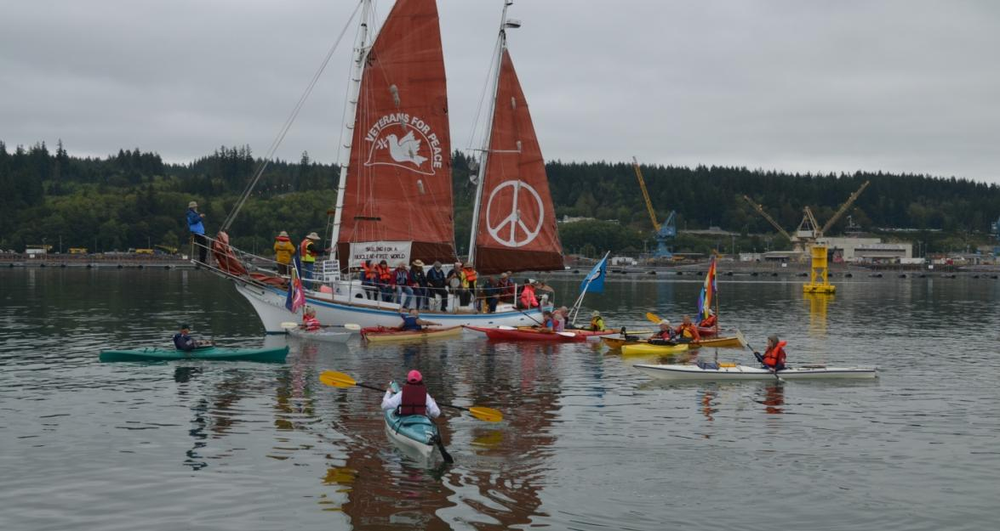 VETERANS FOR PEACE
SAILING FOR A
NUCLEAR-FREE WORLD